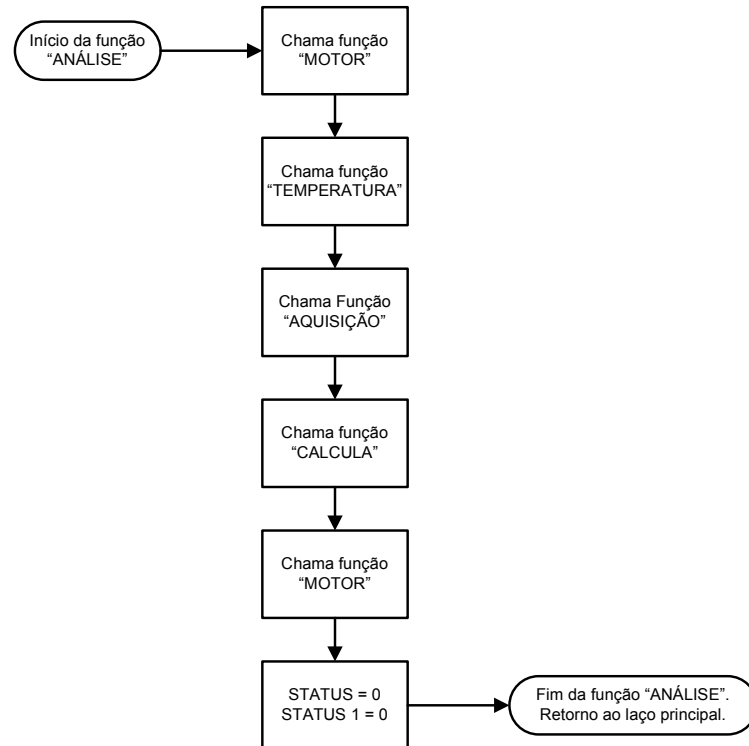 Início da função
“ANÁLISE”
Chama função
“MOTOR”
Chama função
“TEMPERATURA”
Chama Função
“AQUISIÇÃO”
Chama função
“CALCULA”
Chama função
“MOTOR”
STATUS = 0
STATUS 1 = 0
Fim da função “ANÁLISE”.
Retorno ao laço principal.